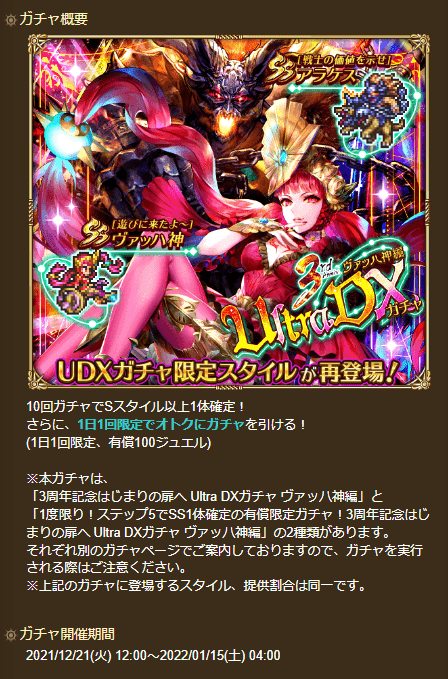 ガチャ概要
SS [戦士の価値を示せ]
アラケス
[遊びに来たよ～]
SS ヴァッハ神
3rd
ヴァッハ神編
Ultra DX
ガチャ
UDXガチャ限定スタイルが再登場！
10回ガチャでSスタイル以上1体確定！
さらに、1日1回限定でオトクにガチャを引ける！
(1日1回限定、有償100ジュエル)
※本ガチャは、
「3周年記念はじまりの扉へ Ultra DXガチャ ヴァッハ神編」と
「1度限り！ステップ5でSS1体確定の有償限定ガチャ！3周年記念はじ
まりの扉へ Ultra DXガチャ ヴァッハ神編」の2種類があります。
それぞれ別のガチャページでご案内しておりますので、ガチャを実行
される際はご注意ください。
※上記のガチャに登場するスタイル、提供割合は同一です。
ガチャ開催期間
2021/12/21(火) 12:00～2022/01/15(土) 04:00